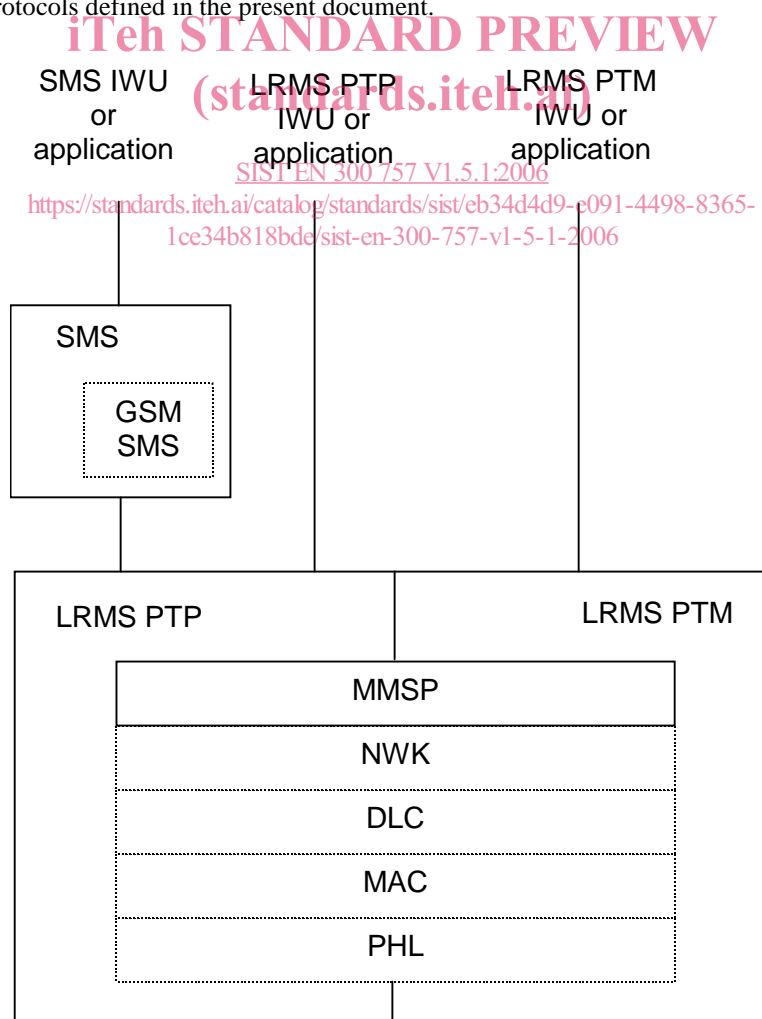 rotocols defined in the present document.
iTeh STANDARD PREVIEW
(standards.iteh.ai)
SMS IWU
or
application
LRMS PTP
IWU or
application
LRMS PTM
IWU or
application
SIST EN 300 757 V1.5.1:2006
https://standards.iteh.ai/catalog/standards/sist/eb34d4d9-e091-4498-8365-
1ce34b818bde/sist-en-300-757-v1-5-1-2006
SMS
GSM
SMS
LRMS PTP
LRMS PTM
MMSP
NWK
DLC
MAC
PHL